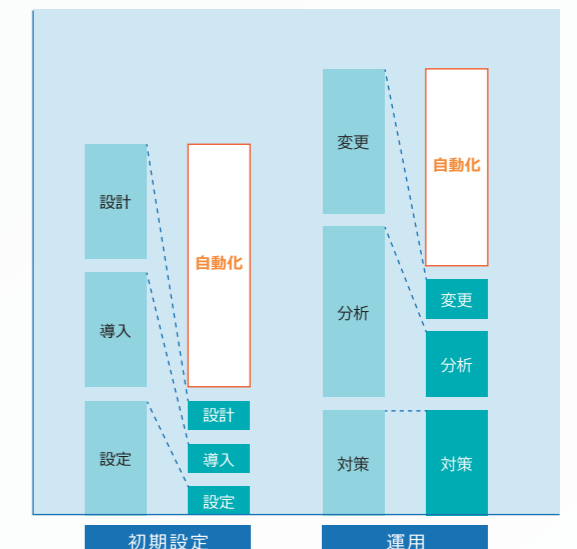 設計
導入
設定
自動化
設計
導入
設定
初期設定
変更
分析
対策
自動化
変更
分析
対策
運用